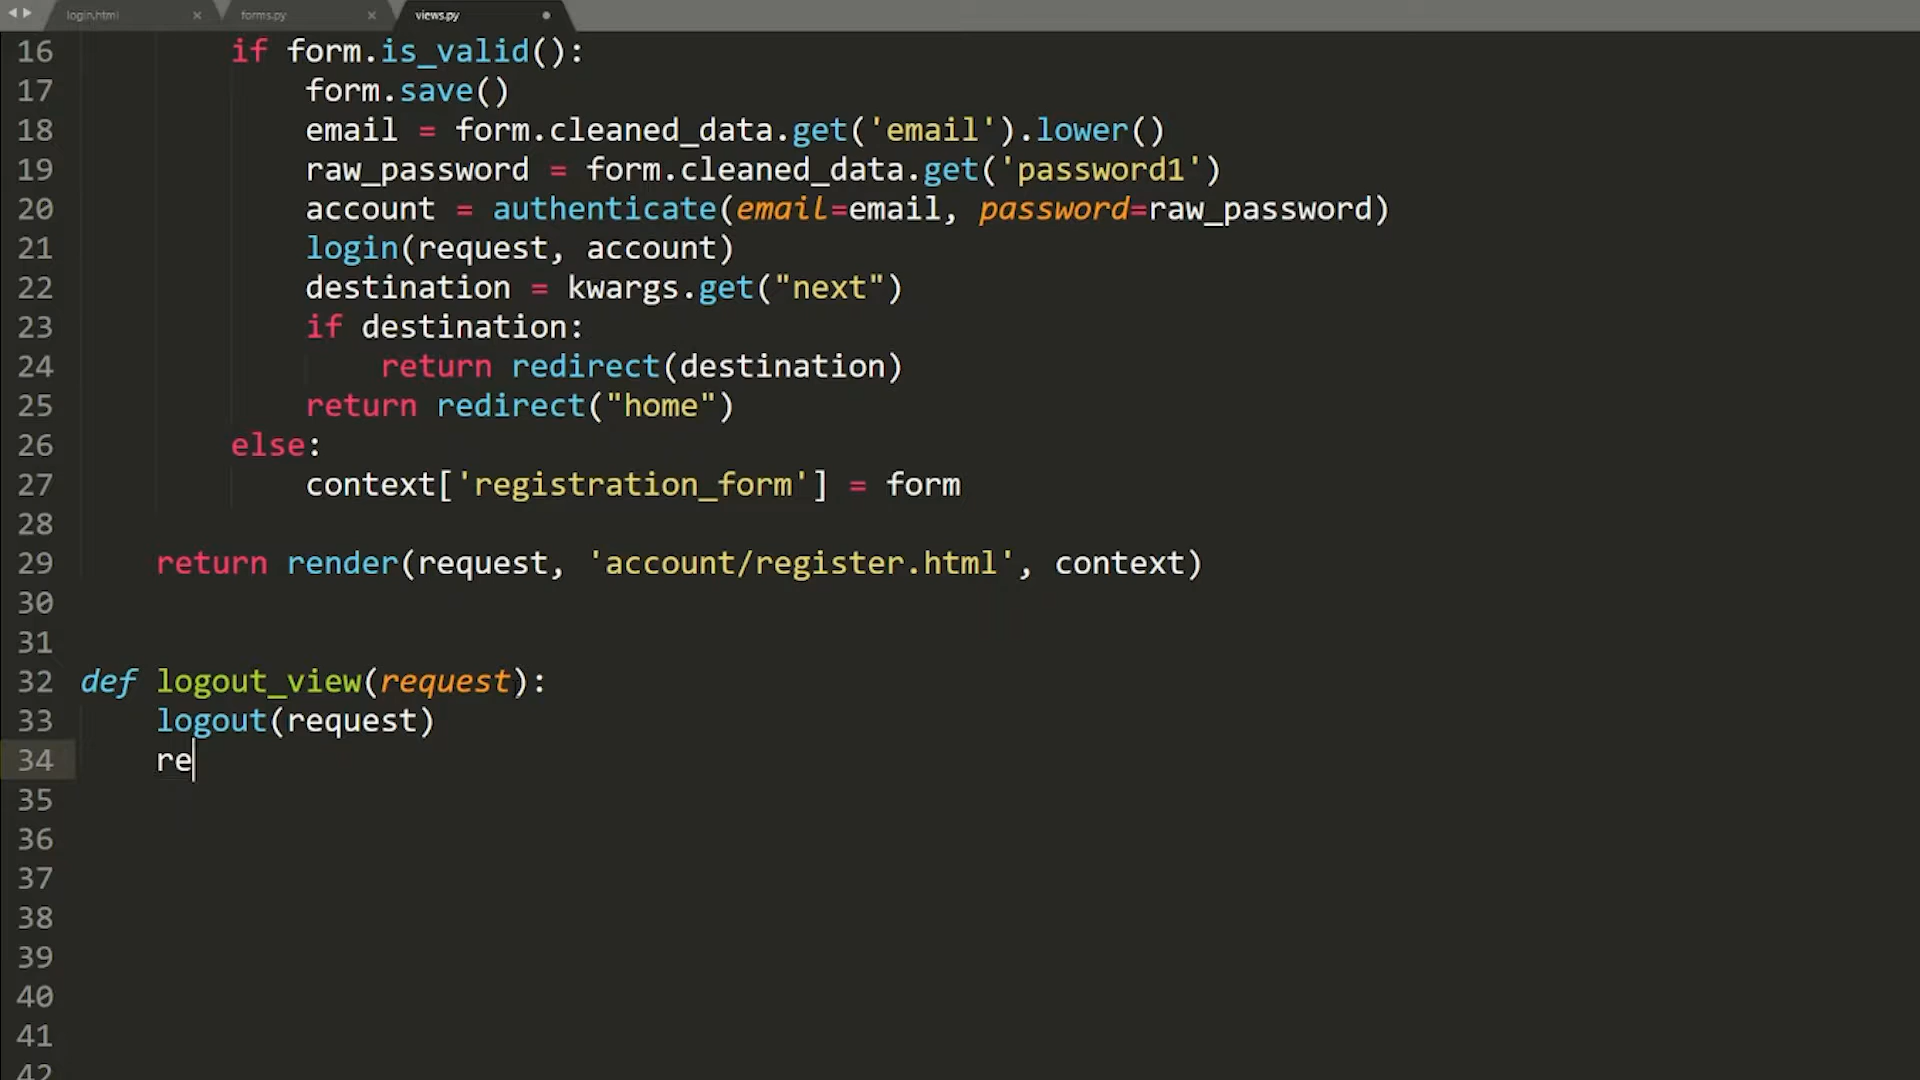 login.html × forms.py × views.py
16 if form.is_valid():
17 form.save()
18 email = form.cleaned_data.get('email').lower()
19 raw_password = form.cleaned_data.get('password1')
20 account = authenticate(email=email, password=raw_password)
21 login(request, account)
22 destination = kwargs.get("next")
23 if destination:
24 return redirect(destination)
25 return redirect("home")
26 else:
27 context['registration_form'] = form
28
29 return render(request, 'account/register.html', context)
30
31
32 def logout_view(request):
33 logout(request)
34 re
35
36
37
38
39
40
41
42